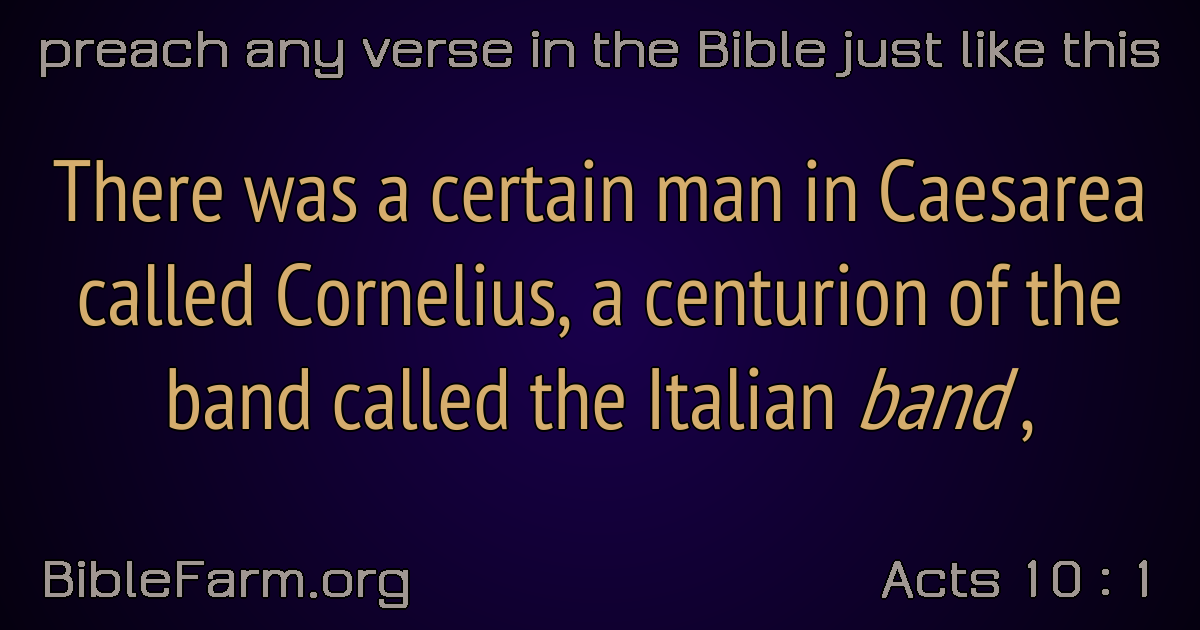 preach any verse in the Bible just like this
There was a certain man in Caesarea
called Cornelius, a centurion of the
band called the Italian band ,
BibleFarm.org
Acts 10 : 1